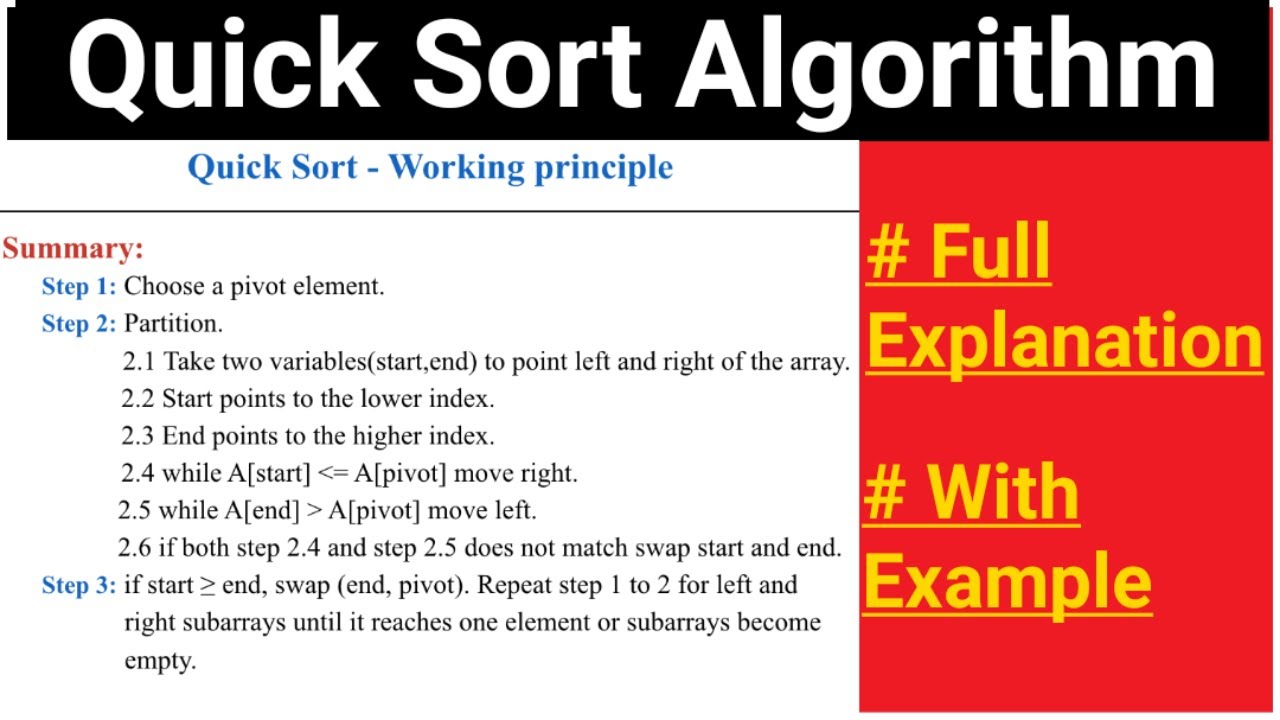 Quick Sort Algorithm
Quick Sort - Working principle
Summary:
Step 1: Choose a pivot element.
Step 2: Partition.
2.1 Take two variables(start,end) to point left and right of the array.
2.2 Start points to the lower index.
2.3 End points to the higher index.
2.4 while A[start] <= A[pivot] move right.
2.5 while A[end] > A[pivot] move left.
2.6 if both step 2.4 and step 2.5 does not match swap start and end.
Step 3: if start ≥ end, swap (end, pivot). Repeat step 1 to 2 for left and
right subarrays until it reaches one element or subarrays become
empty.
# Full
Explanation
# With
Example